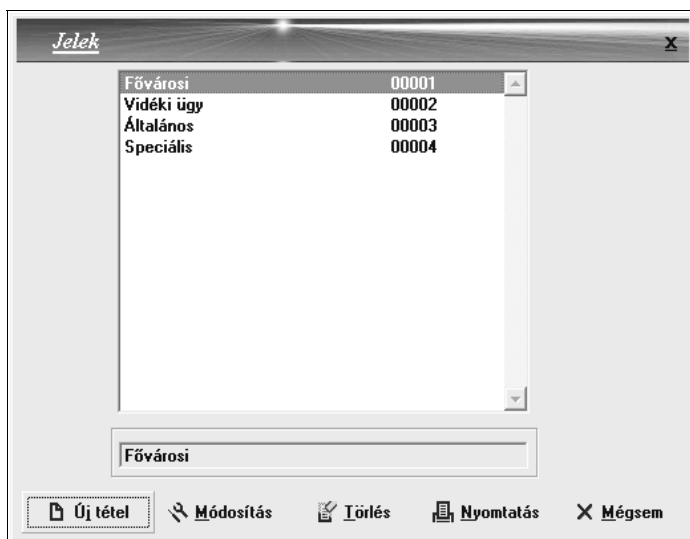 Jelek
x
Fővárosi 00001
Vidéki ügy 00002
Általános 00003
Speciális 00004
Fővárosi
Új tétel Módosítás Törlés Nyomtatás Mégsem